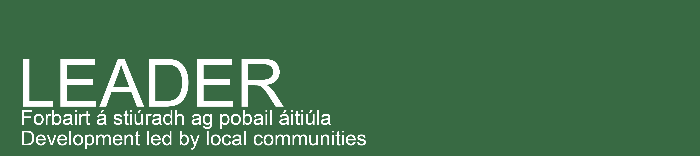 LEADER
Forbairt á stiúradh ag pobail áitiúla
Development led by local communities